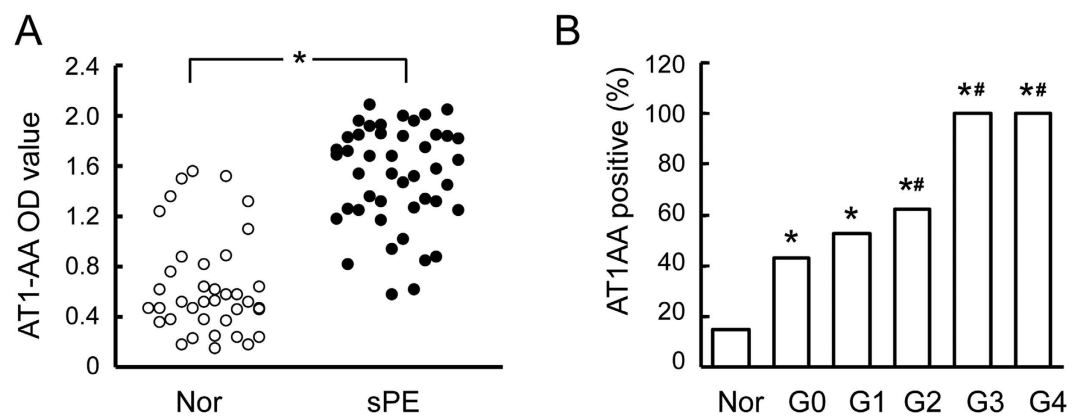 A
AT1-AA OD value
2.4
2.0
1.6
1.2
0.8
0.4
0
*
Nor sPE
B
AT1AA positive (%)
120
100
80
60
40
20
0
* * *# *# *#
Nor G0 G1 G2 G3 G4